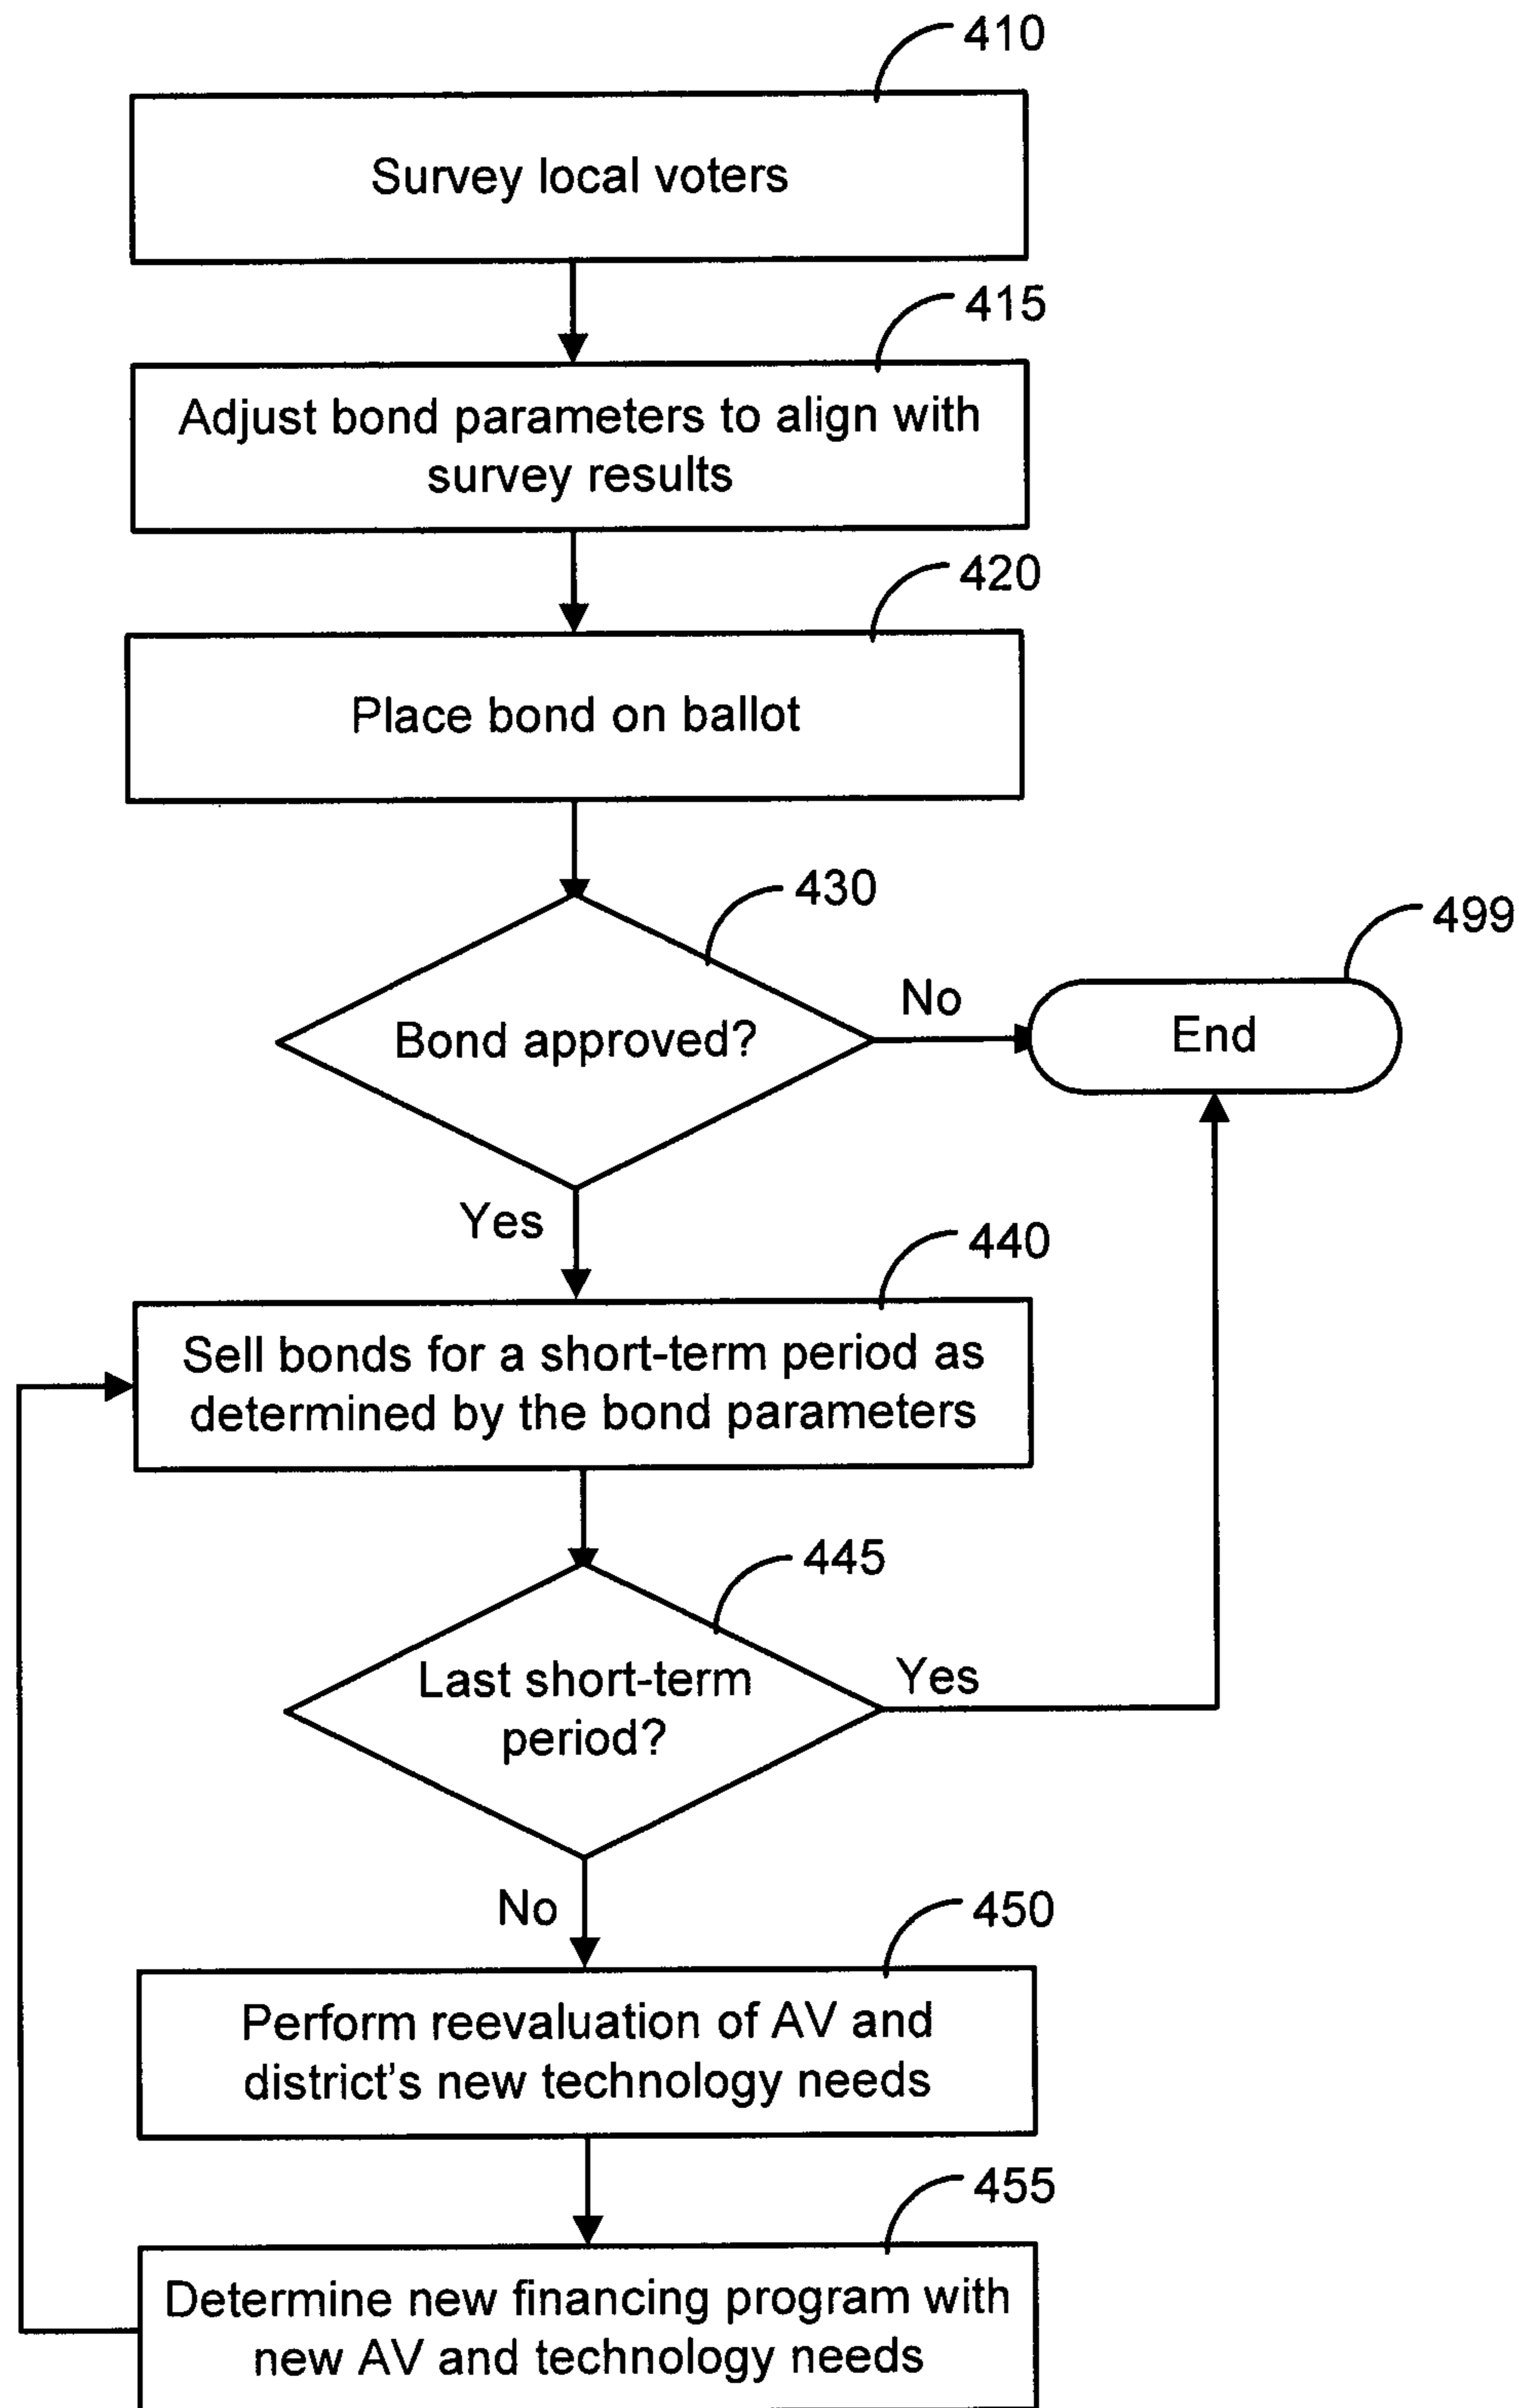 410
Survey local voters
415
Adjust bond parameters to align with
survey results
420
Place bond on ballot
430
499
Bond approved?
No
End
Yes
440
Sell bonds for a short-term period as
determined by the bond parameters
445
Last short-term
period?
Yes
No
450
Perform reevaluation of AV and
district's new technology needs
455
Determine new financing program with
new AV and technology needs